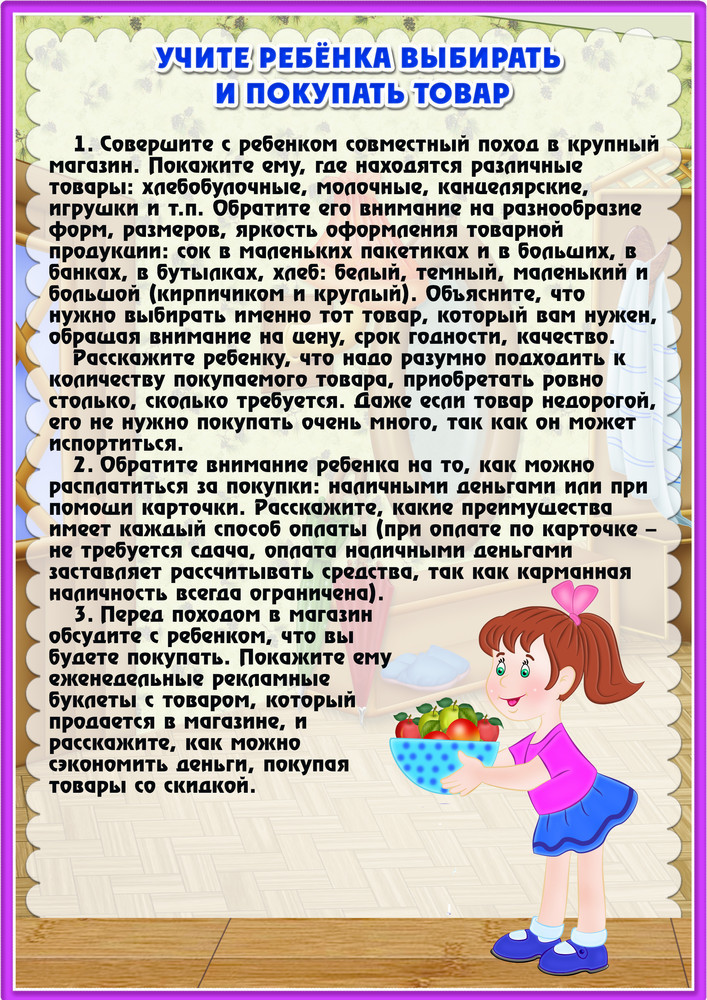 УЧИТЕ РЕБЁНКА ВЫБИРАТЬ
И ПОКУПАТЬ ТОВАР
1. Совершите с ребенком совместный поход в крупный
магазин. Покажите ему, где находятся различные
товары: хлебобулочные, молочные, канцелярские,
игрушки и т.п. Обратите его внимание на разнообразие
форм, размеров, яркость оформления товарной
продукции: сок в маленьких пакетиках и в больших, в
банках, в бутылках, хлеб: белый, темный, маленький и
большой (кирпичиком и круглый). Объясните, что
нужно выбирать именно тот товар, который вам нужен,
обращая внимание на цену, срок годности, качество.
Расскажите ребенку, что надо разумно подходить к
количеству покупаемого товара, приобретать ровно
столько, сколько требуется. Даже если товар недорогой,
его не нужно покупать очень много, так как он может
испортиться.
2. Обратите внимание ребенка на то, как можно
расплатиться за покупки: наличными деньгами или при
помощи карточки. Расскажите, какие преимущества
имеет каждый способ оплаты (при оплате по карточке –
не требуется сдача, оплата наличными деньгами
заставляет рассчитывать средства, так как карманная
наличность всегда ограничена).
3. Перед походом в магазин
обсудите с ребенком, что вы
будете покупать. Покажите ему
еженедельные рекламные
буклеты с товаром, который
продается в магазине, и
расскажите, как можно
сэкономить деньги, покупая
товары со скидкой.